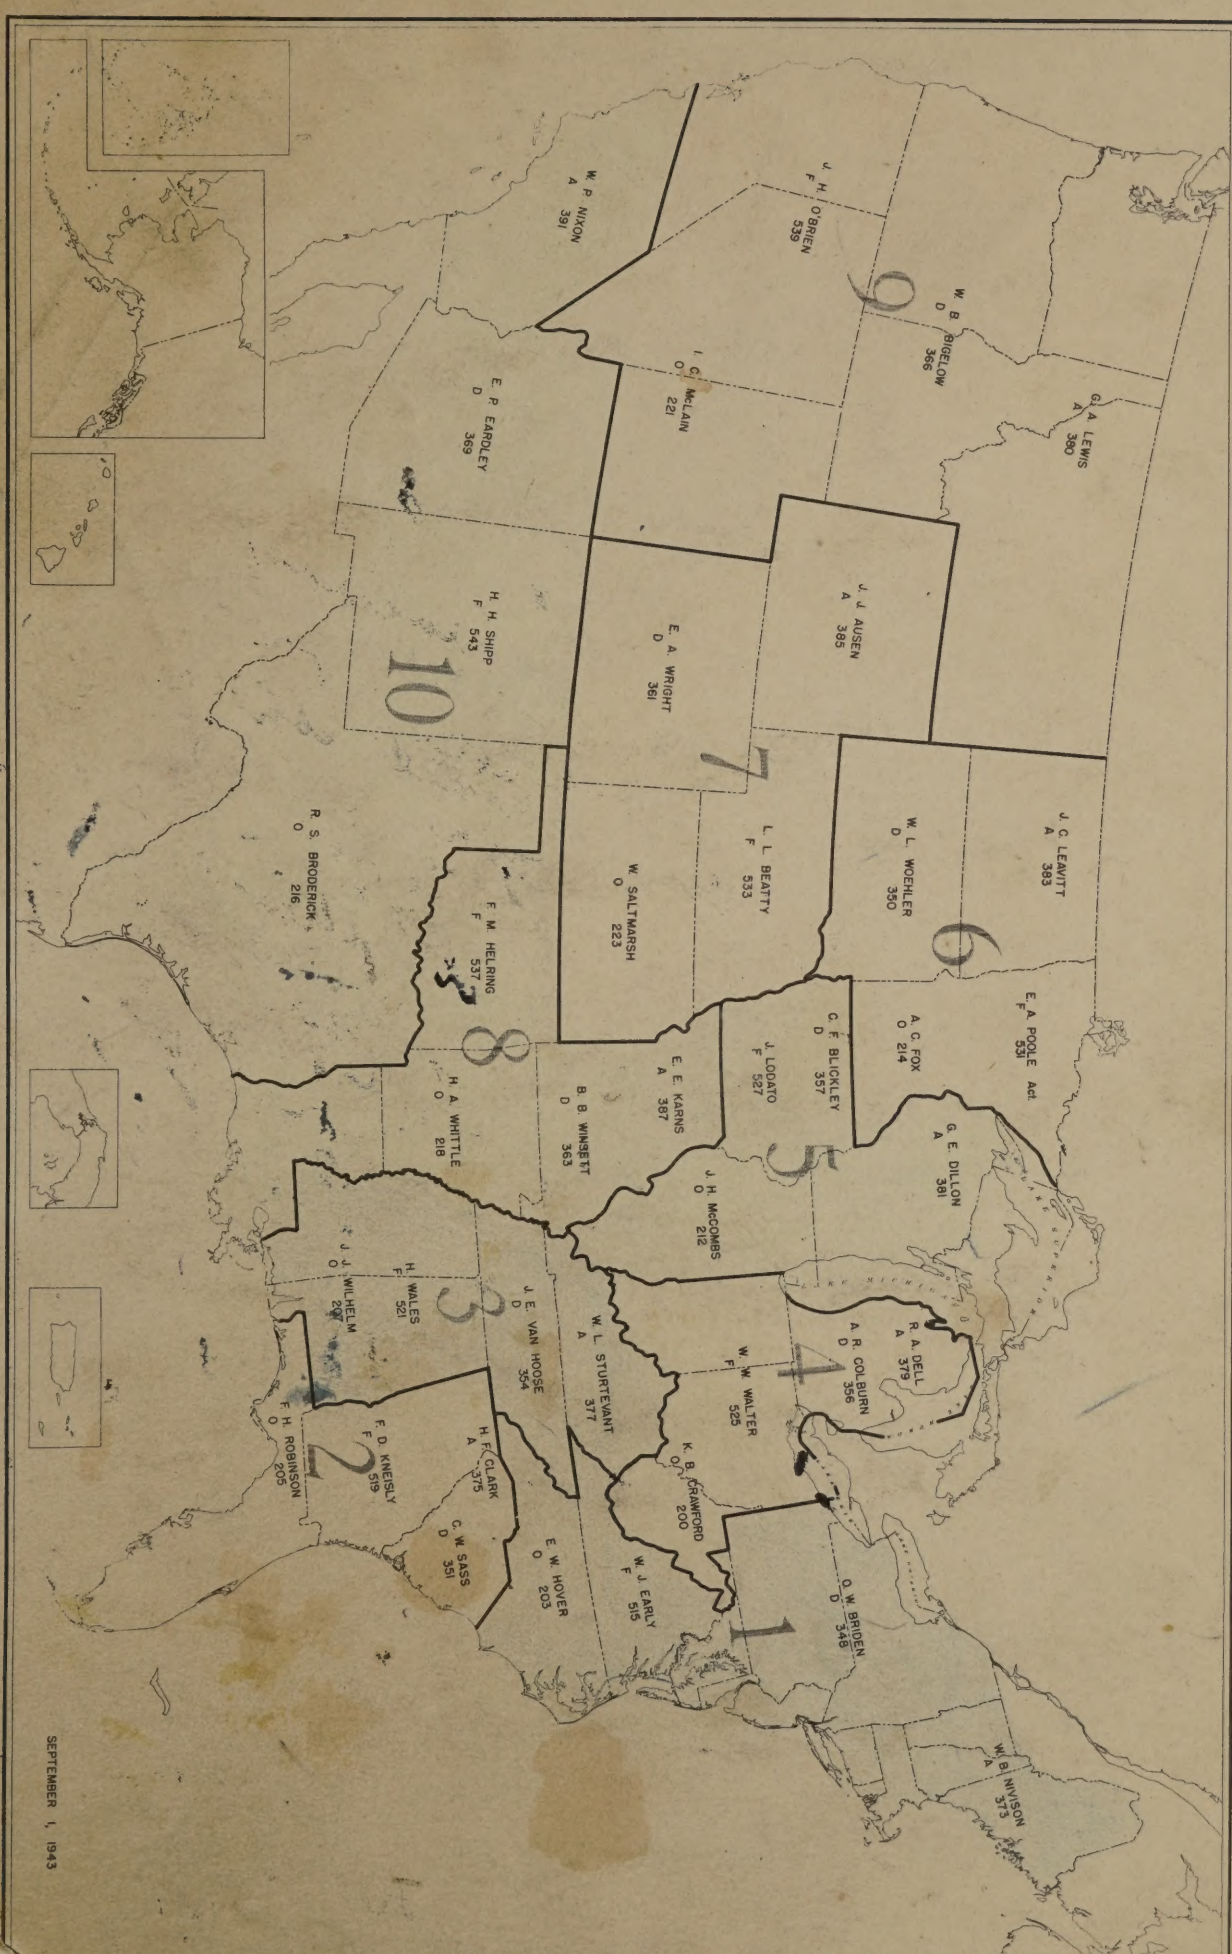 G. A. LEWIS
A 380
W. B. BIGELOW
D 366
J. H. O'BRIEN
F 539
9
I. C. McLAIN
O 221
W. P. NIXON
A 391
E. P. EARDLEY
D 369
H. H. SHIPP
F 543
10
R. S. BRODERICK
O 216
J. J. AUSEN
A 385
E. A. WRIGHT
D 361
7
L. L. BEATTY
F 533
W. SALTMARSH
O 223
J. C. LEAVITT
A 383
W. L. WOEHLER
D 350
6
E. A. POOLE Act.
F 531
A. C. FOX
O 214
F. M. HELRING
F 537
8
H. A. WHITTLE
O 218
B. B. WINSETT
D 363
E. E. KARNS
A 387
C. F. BLICKLEY
D 357
J. LODATO
F 527
5
G. E. DILLON
A 381
J. H. McCOMBS
O 212
LAKE SUPERIOR
LAKE MICHIGAN
R. A. DELL
A 379
A. R. COLBURN
D 356
4
W. W. WALTER
F 525
K. B. CRAWFORD
O 200
W. L. STURTEVANT
A 377
J. E. VAN HOOSE
D 354
3
H. WALES
F 521
J. J. WILHELM
O 207
H. F. CLARK
A 375
C. W. SASS
D 351
F. D. KNEISLY
F 519
2
F. H. ROBINSON
O 205
W. B. NIVISON
A 373
O. W. BRIDEN
D 348
1
W. J. EARLY
F 515
E. W. HOVER
O 203
SEPTEMBER 1, 1943